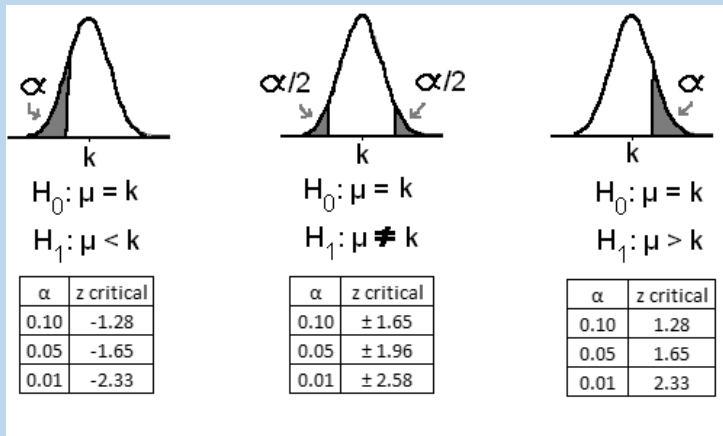 α
k
H₀: μ = k
H₁: μ < k
α z critical
0.10 -1.28
0.05 -1.65
0.01 -2.33
α/2 α/2
k
H₀: μ = k
H₁: μ ≠ k
α z critical
0.10 ± 1.65
0.05 ± 1.96
0.01 ± 2.58
α
k
H₀: μ = k
H₁: μ > k
α z critical
0.10 1.28
0.05 1.65
0.01 2.33